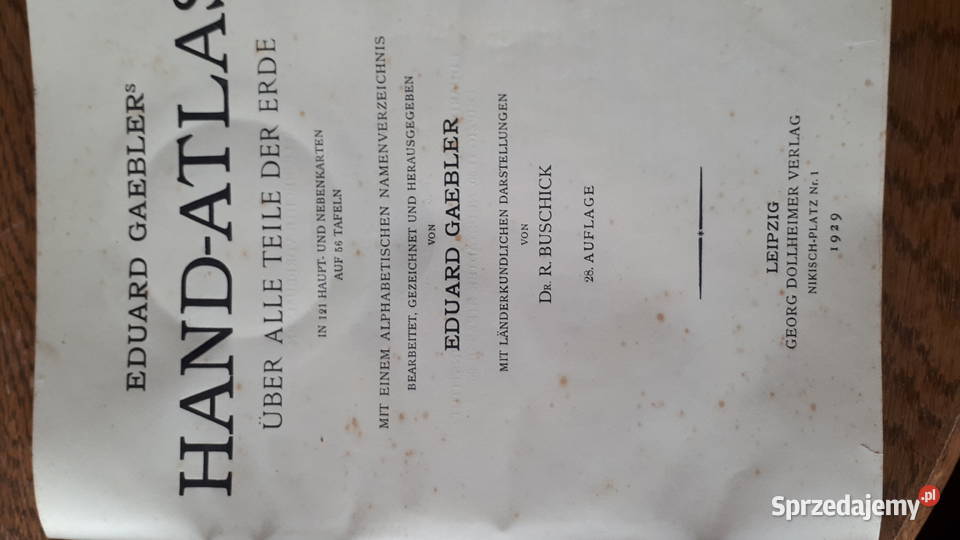 EDUARD GAEBLERS
HAND-ATLAS
ÜBER ALLE TEILE DER ERDE
IN 121 HAUPT- UND NEBENKARTEN
AUF 56 TAFELN
MIT EINEM ALPHABETISCHEN NAMENVERZEICHNIS
BEARBEITET, GEZEICHNET UND HERAUSGEGEBEN
VON
EDUARD GAEBLER
MIT LÄNDERKUNDLICHEN DARSTELLUNGEN
VON
DR. R. BUSCHICK
28. AUFLAGE
LEIPZIG
GEORG DOLLHEIMER VERLAG
NIKISCH-PLATZ Nr. 1
1929
Sprzedajemy.pl